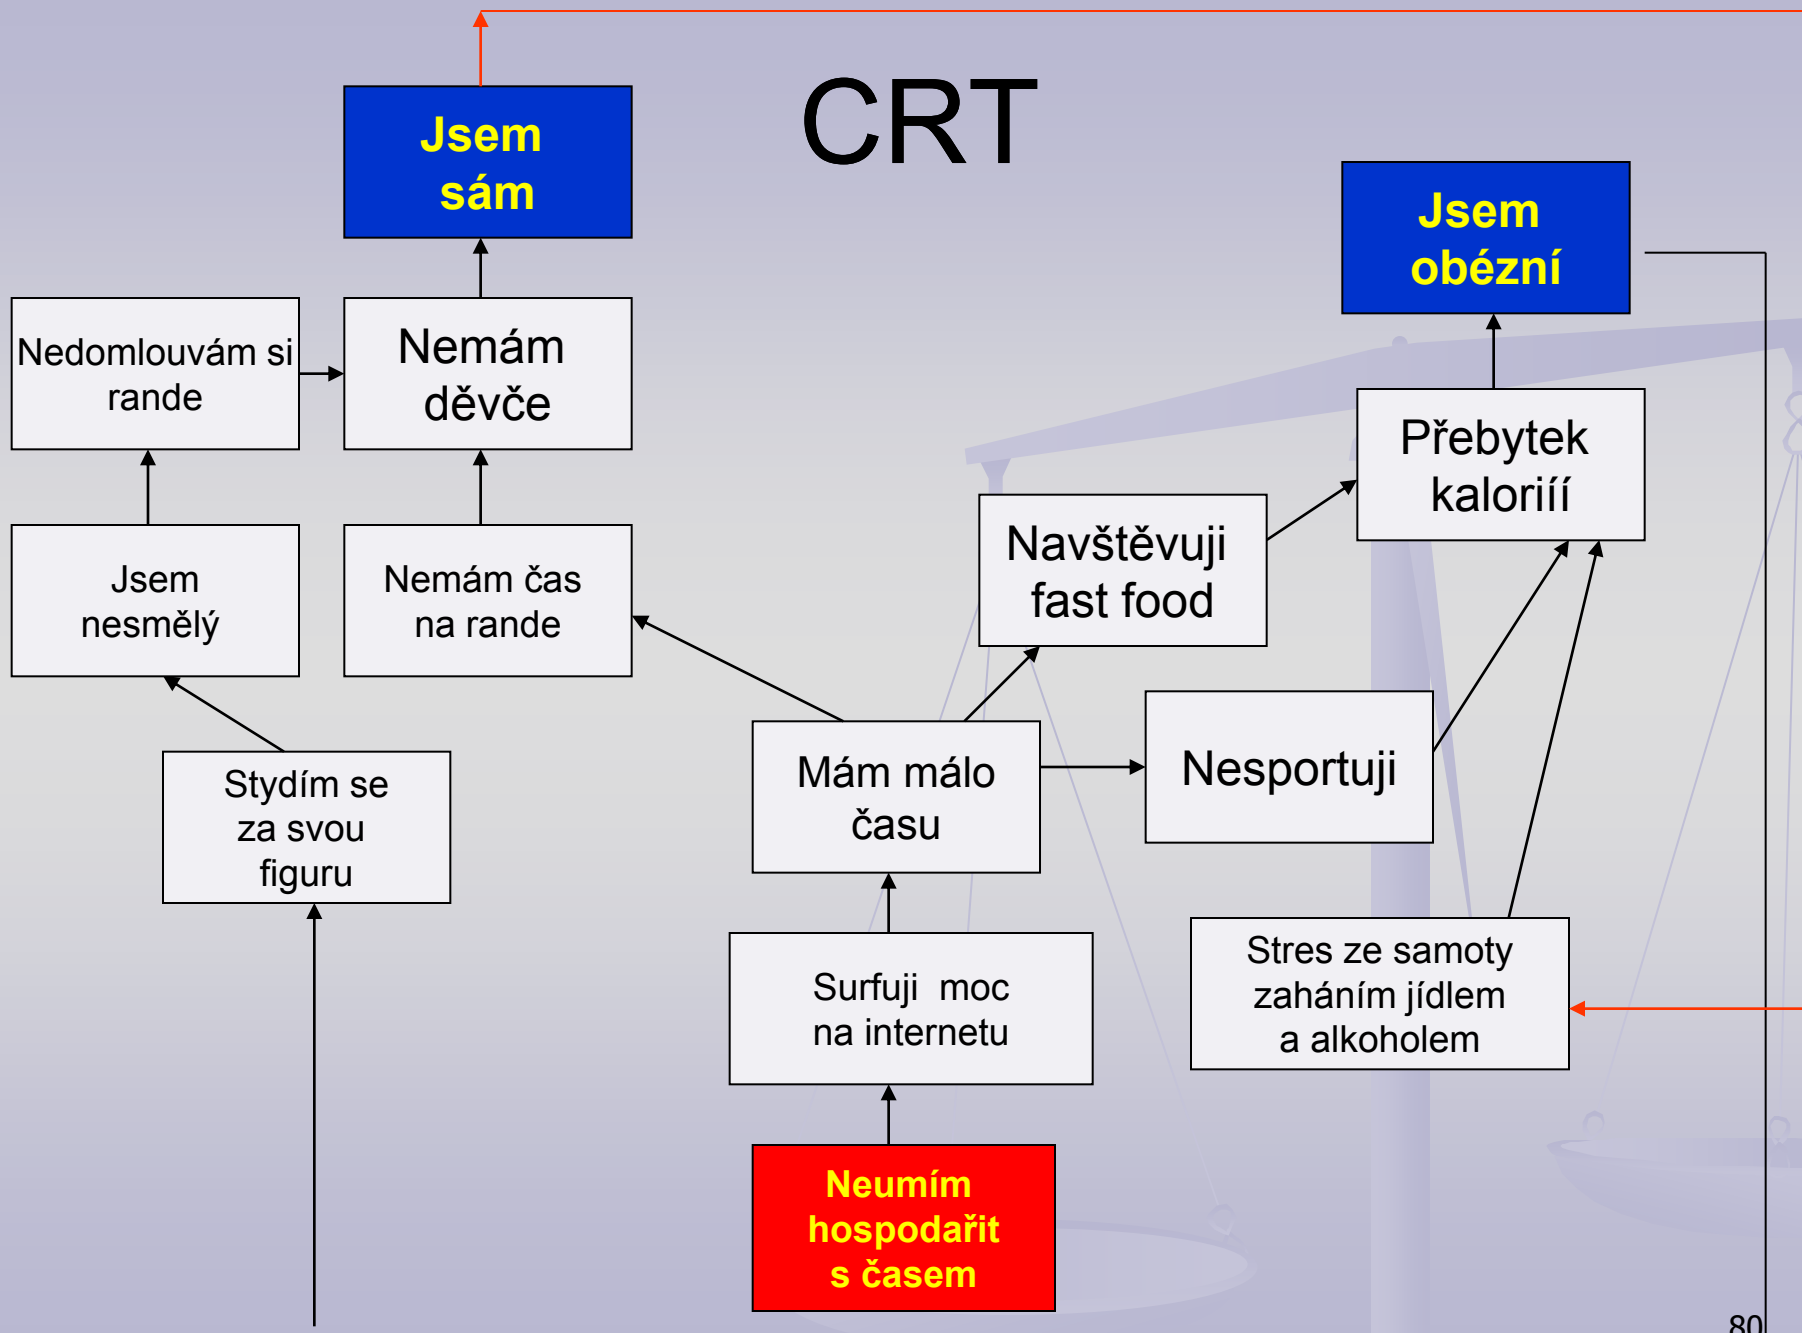 CRT
Jsem
sám
Jsem
obézní
Nedomlouvám si
rande
Nemám
děvče
Přebytek
kaloriíí
Navštěvuji
fast food
Jsem
nesmělý
Nemám čas
na rande
Stydím se
za svou
figuru
Mám málo
času
Nesportuji
Surfuji  moc
na internetu
Stres ze samoty
zaháním jídlem
a alkoholem
Neumím
hospodařit
s časem
80